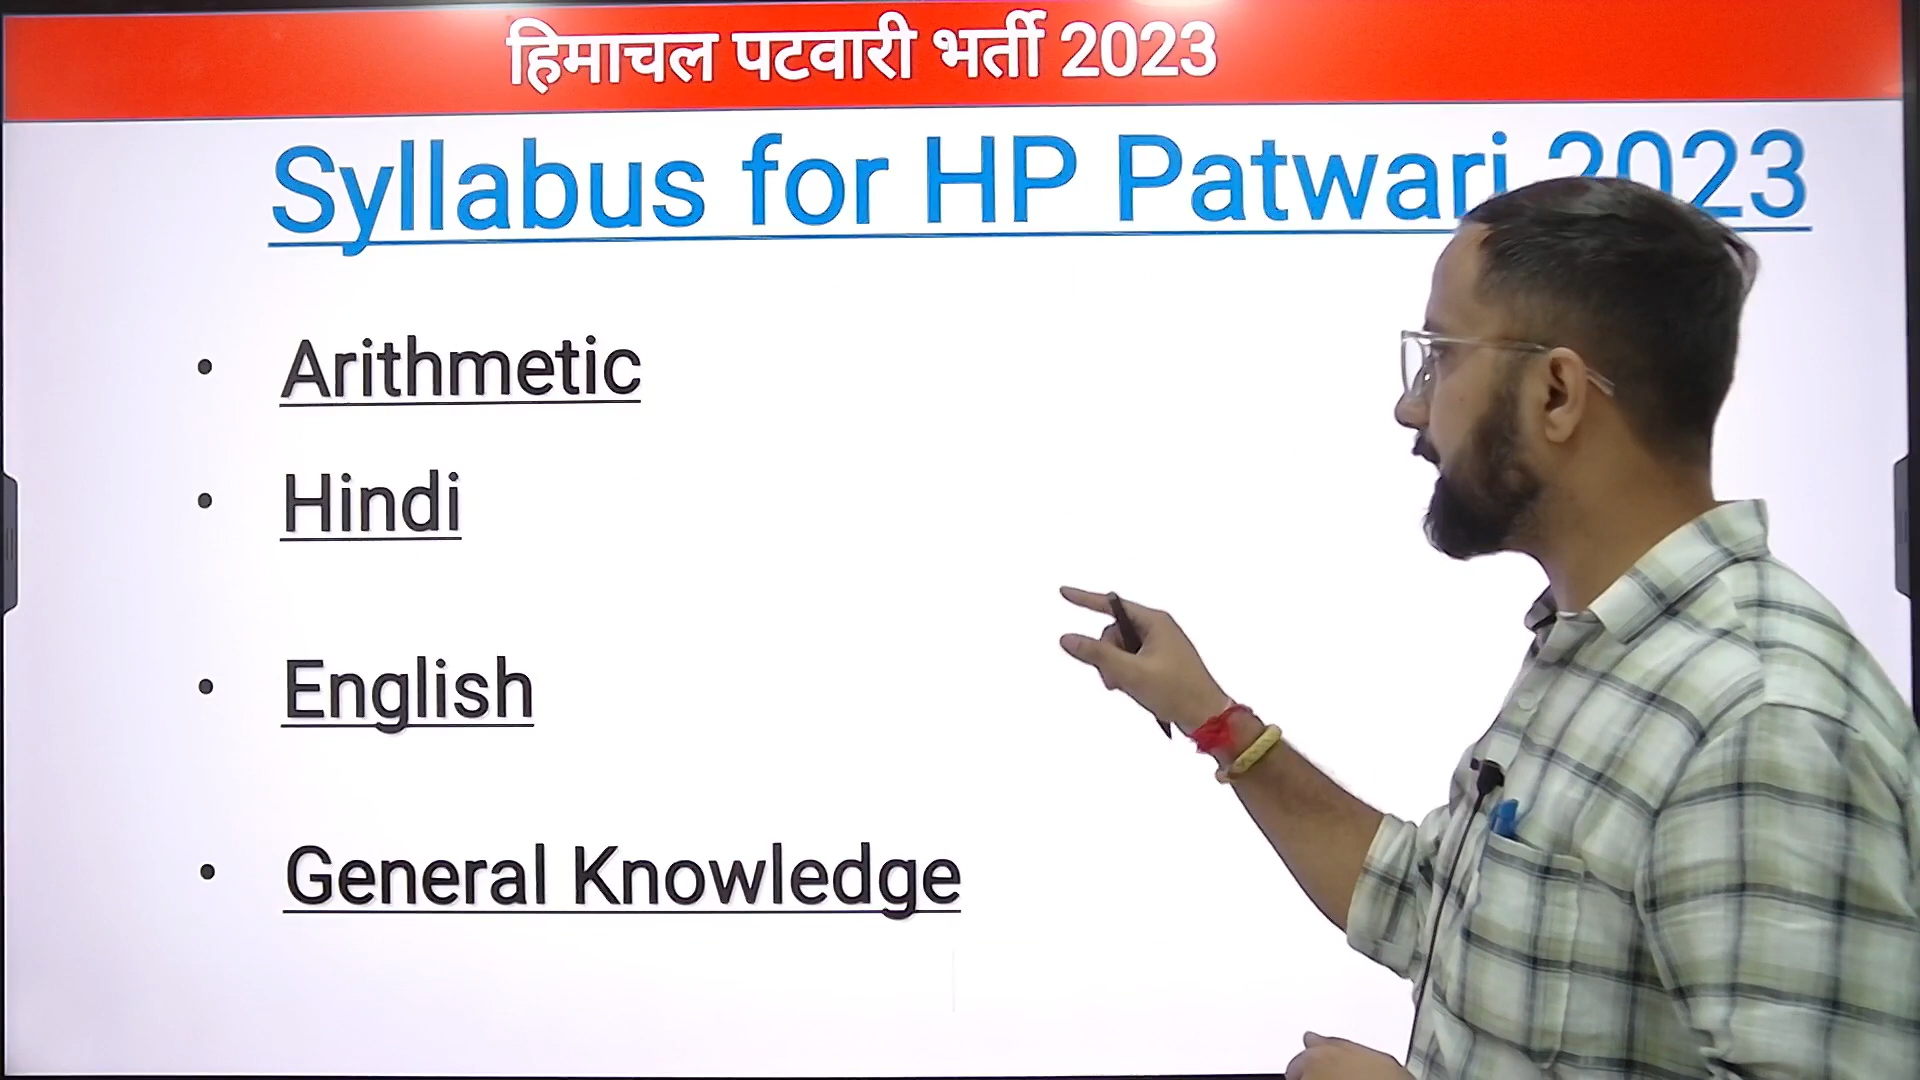 हिमाचल पटवारी भर्ती 2023
Syllabus for HP Patwari 2023
• Arithmetic
• Hindi
• English
• General Knowledge